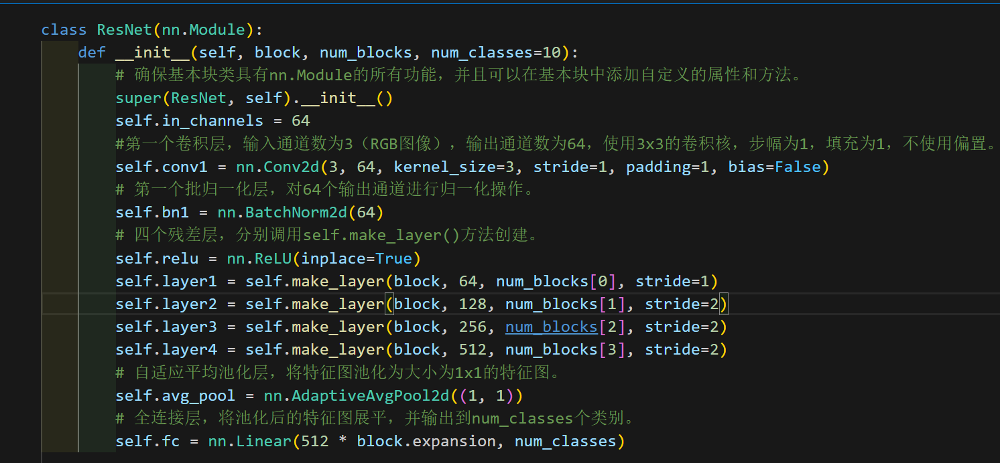 class ResNet(nn.Module):
    def __init__(self, block, num_blocks, num_classes=10):
        # 确保基本块类具有nn.Module的所有功能，并且可以在基本块中添加自定义的属性和方法。
        super(ResNet, self).__init__()
        self.in_channels = 64
        #第一个卷积层，输入通道数为3（RGB图像），输出通道数为64，使用3x3的卷积核，步幅为1，填充为1，不使用偏置。
        self.conv1 = nn.Conv2d(3, 64, kernel_size=3, stride=1, padding=1, bias=False)
        # 第一个批归一化层，对64个输出通道进行归一化操作。
        self.bn1 = nn.BatchNorm2d(64)
        # 四个残差层，分别调用self.make_layer()方法创建。
        self.relu = nn.ReLU(inplace=True)
        self.layer1 = self.make_layer(block, 64, num_blocks[0], stride=1)
        self.layer2 = self.make_layer(block, 128, num_blocks[1], stride=2)
        self.layer3 = self.make_layer(block, 256, num_blocks[2], stride=2)
        self.layer4 = self.make_layer(block, 512, num_blocks[3], stride=2)
        # 自适应平均池化层，将特征图池化为大小为1x1的特征图。
        self.avg_pool = nn.AdaptiveAvgPool2d((1, 1))
        # 全连接层，将池化后的特征图展平，并输出到num_classes个类别。
        self.fc = nn.Linear(512 * block.expansion, num_classes)